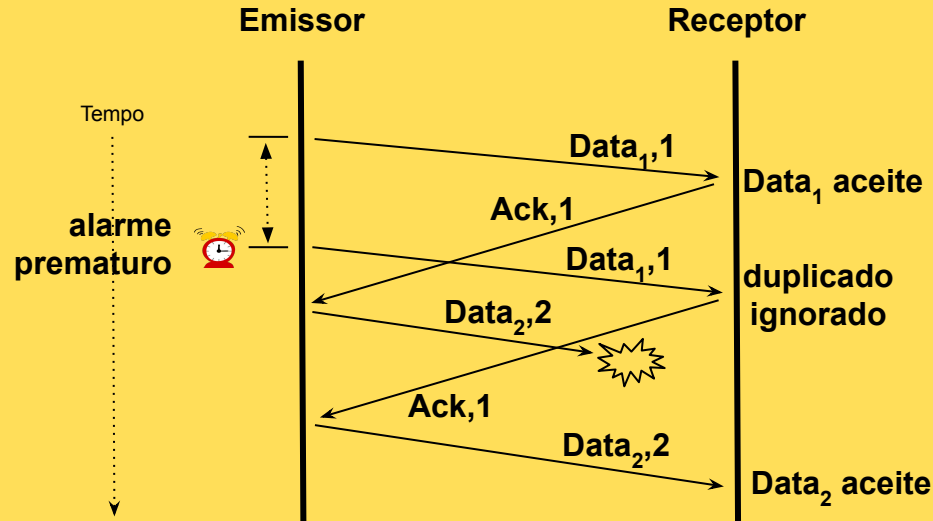 Emissor
Receptor
Tempo
Data₁,1
Data₁ aceite
Ack,1
alarme
prematuro
Data₁,1
duplicado
ignorado
Data₂,2
Ack,1
Data₂,2
Data₂ aceite